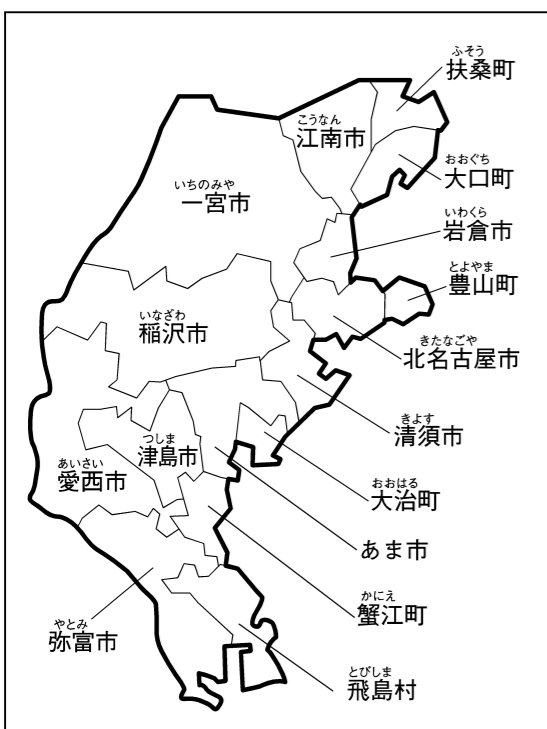 ふそう
扶桑町
こうなん
江南市
おおぐち
大口町
いちのみや
一宮市
いわくら
岩倉市
とよやま
豊山町
いなざわ
稲沢市
きたなごや
北名古屋市
きよす
清須市
つしま
津島市
あいさい
愛西市
おおはる
大治町
あま市
かにえ
蟹江町
やとみ
弥富市
とびしま
飛島村